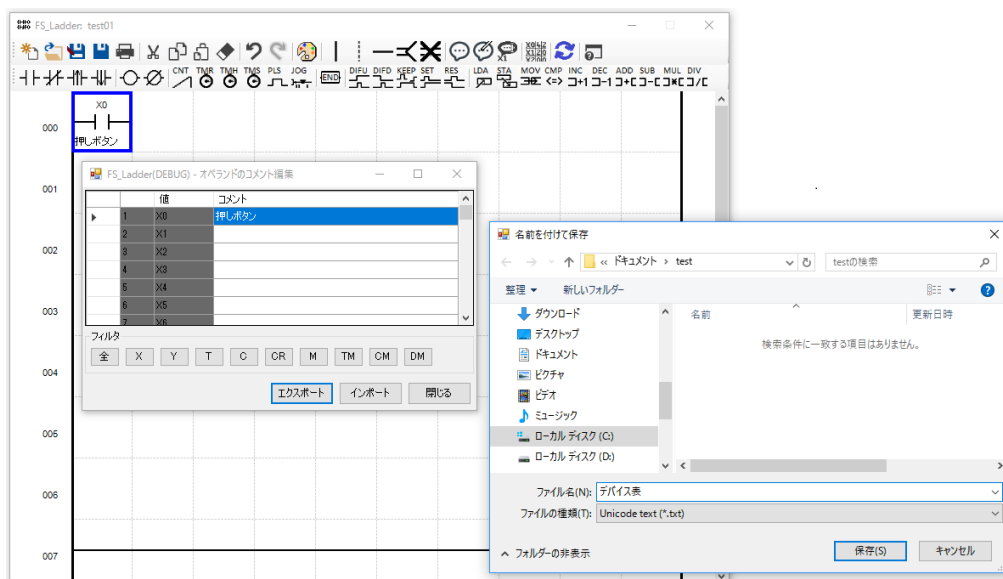 FS_Ladder: test01
CNT TMR TMH TMS PLS JOG END DIFU DIFD KEEP SET RES LDA STA MOV CMP INC DEC ADD SUB MUL DIV
X0
000
押しボタン
FS_Ladder(DEBUG) - オペランドのコメント編集
001
値 コメント
1 X0 押しボタン
2 X1
3 X2
002
4 X3
5 X4
6 X5
003
7 X6
フィルタ
全 X Y T C CR M TM CM DM
004
エクスポート インポート 閉じる
005
006
007
名前を付けて保存
« ドキュメント › test
testの検索
整理 新しいフォルダー
ダウンロード
デスクトップ
ドキュメント
ピクチャ
ビデオ
ミュージック
ローカル ディスク (C:)
ローカル ディスク (D:)
名前 更新日時
検索条件に一致する項目はありません。
ファイル名(N): デバイス表
ファイルの種類(T): Unicode text (*.txt)
フォルダーの非表示
保存(S) キャンセル